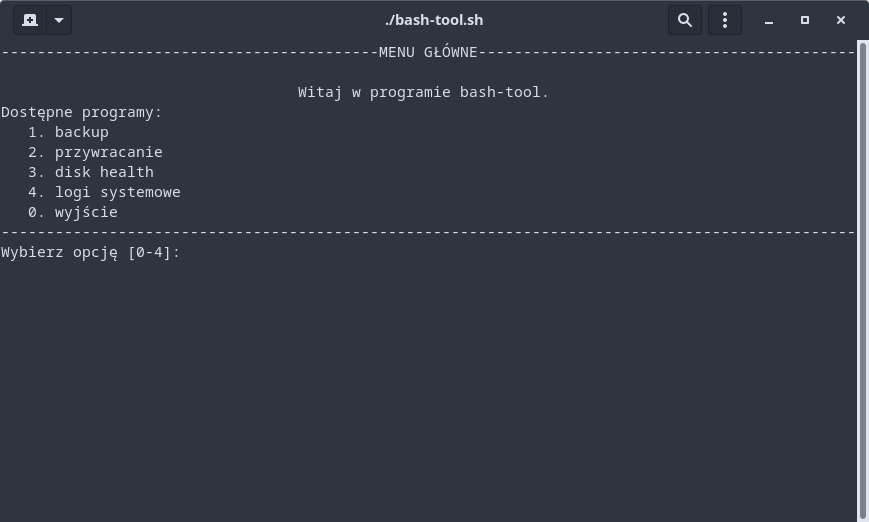 ./bash-tool.sh
------------------------------------------MENU GŁÓWNE------------------------------------------
Witaj w programie bash-tool.
Dostępne programy:
1. backup
2. przywracanie
3. disk health
4. logi systemowe
0. wyjście
-----------------------------------------------------------------------------------------------
Wybierz opcję [0-4]: